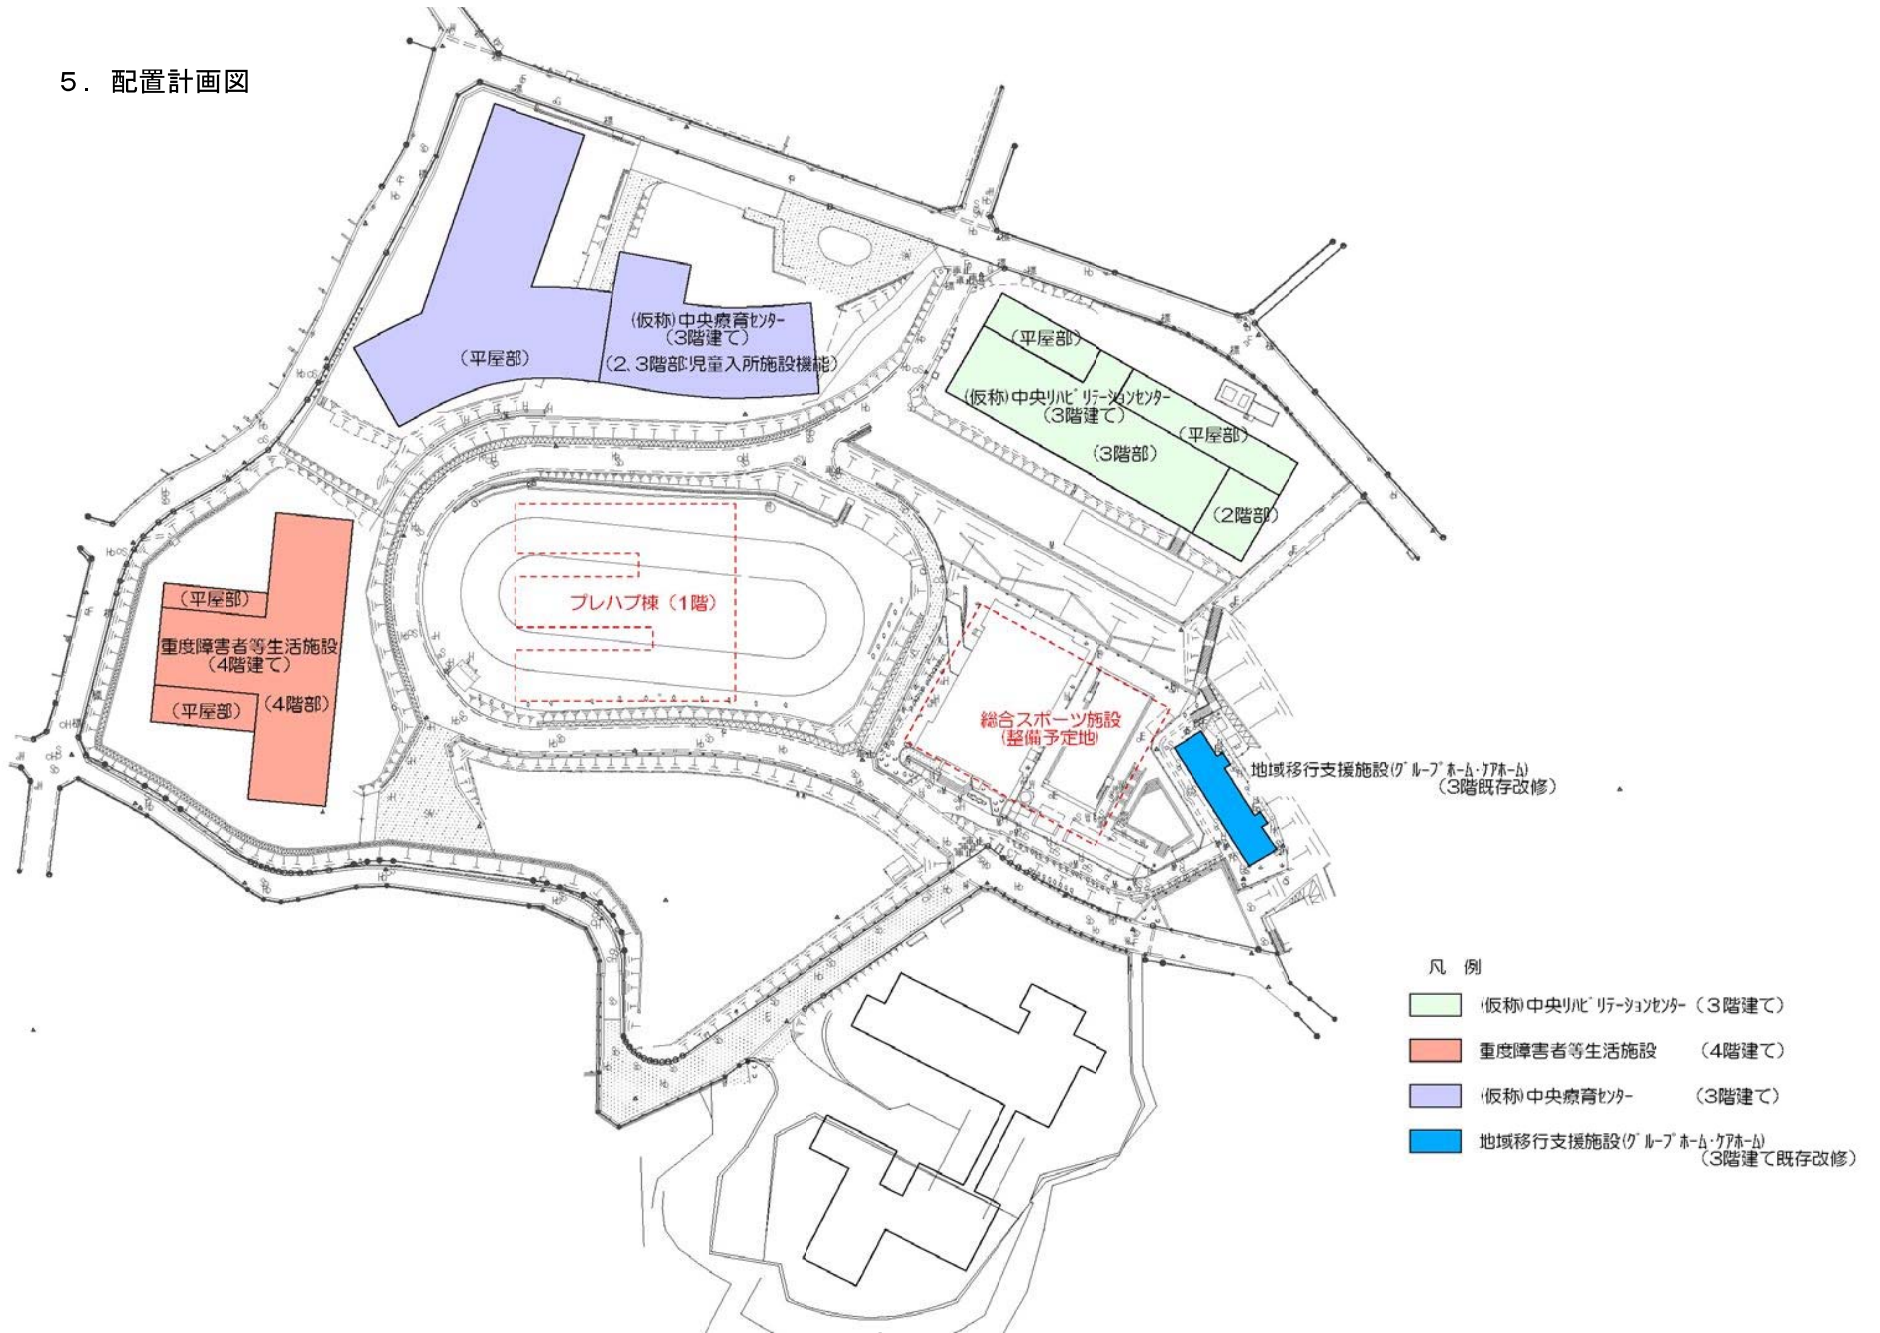 ５．配置計画図
(仮称)中央療育ｾﾝﾀｰ
（3階建て）
（平屋部）
（2、3階部:児童入所施設機能）
（平屋部）
(仮称)中央ﾘﾊﾋﾞﾘﾃｰｼｮﾝｾﾝﾀｰ
（3階建て）
（平屋部）
（3階部）
（2階部）
プレハブ棟（1階）
（平屋部）
重度障害者等生活施設
（4階建て）
（平屋部）
（4階部）
総合スポーツ施設
(整備予定地)
地域移行支援施設(ｸﾞﾙｰﾌﾟﾎｰﾑ･ｹｱﾎｰﾑ)
（3階既存改修）
凡　例
(仮称)中央ﾘﾊﾋﾞﾘﾃｰｼｮﾝｾﾝﾀｰ（３階建て）
重度障害者等生活施設　（4階建て）
(仮称)中央療育ｾﾝﾀｰ　（3階建て）
地域移行支援施設(ｸﾞﾙｰﾌﾟﾎｰﾑ･ｹｱﾎｰﾑ)
（3階建て既存改修）